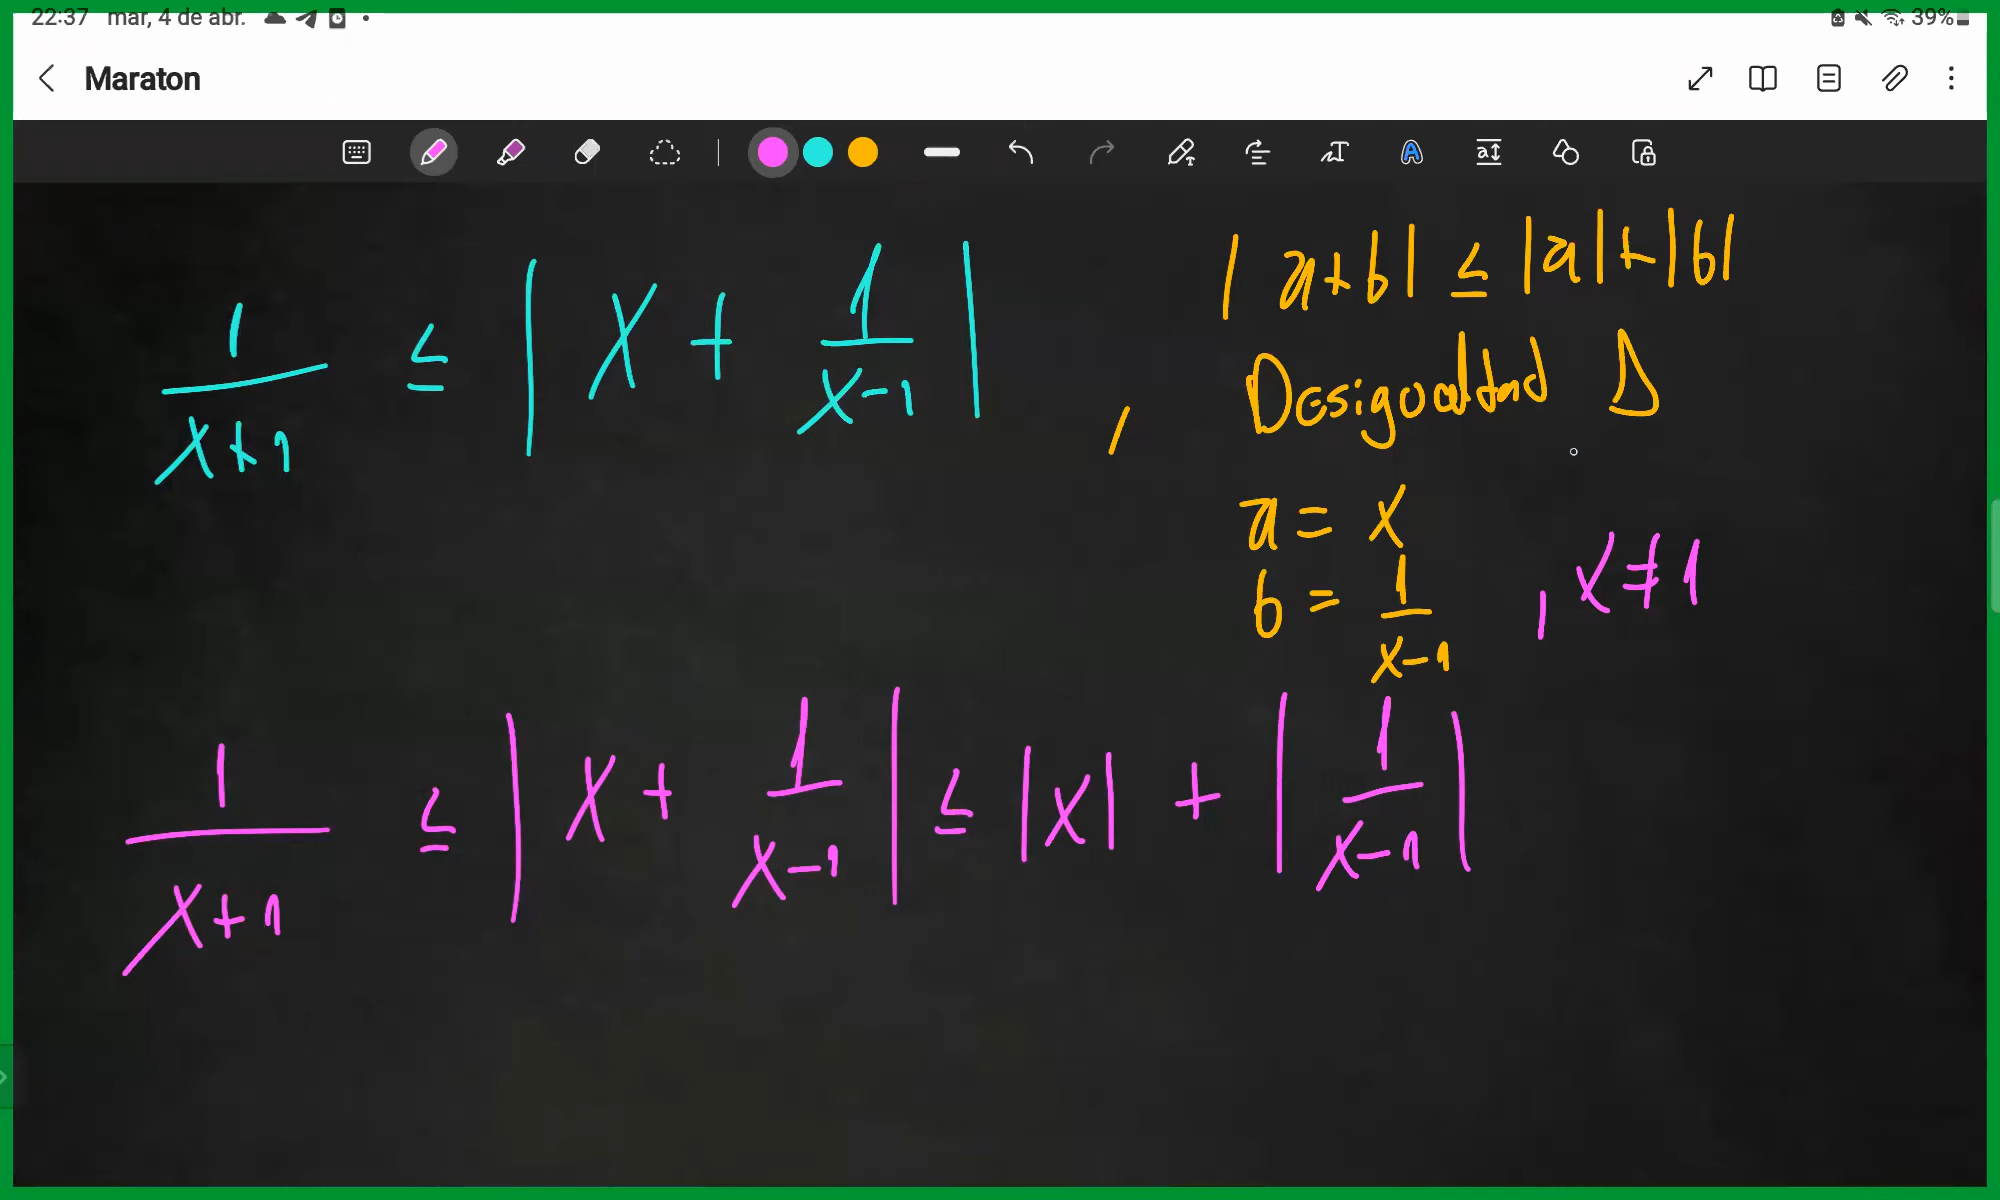 22:37 mar, 4 de abr. 39%
Maraton
1/(x+1) ≤ |x + 1/(x-1)| ,
|a+b| ≤ |a|+|b|
Desigualdad Δ
a = x
b = 1/(x-1) , x≠1
1/(x+1) ≤ |x + 1/(x-1)| ≤ |x| + |1/(x-1)|